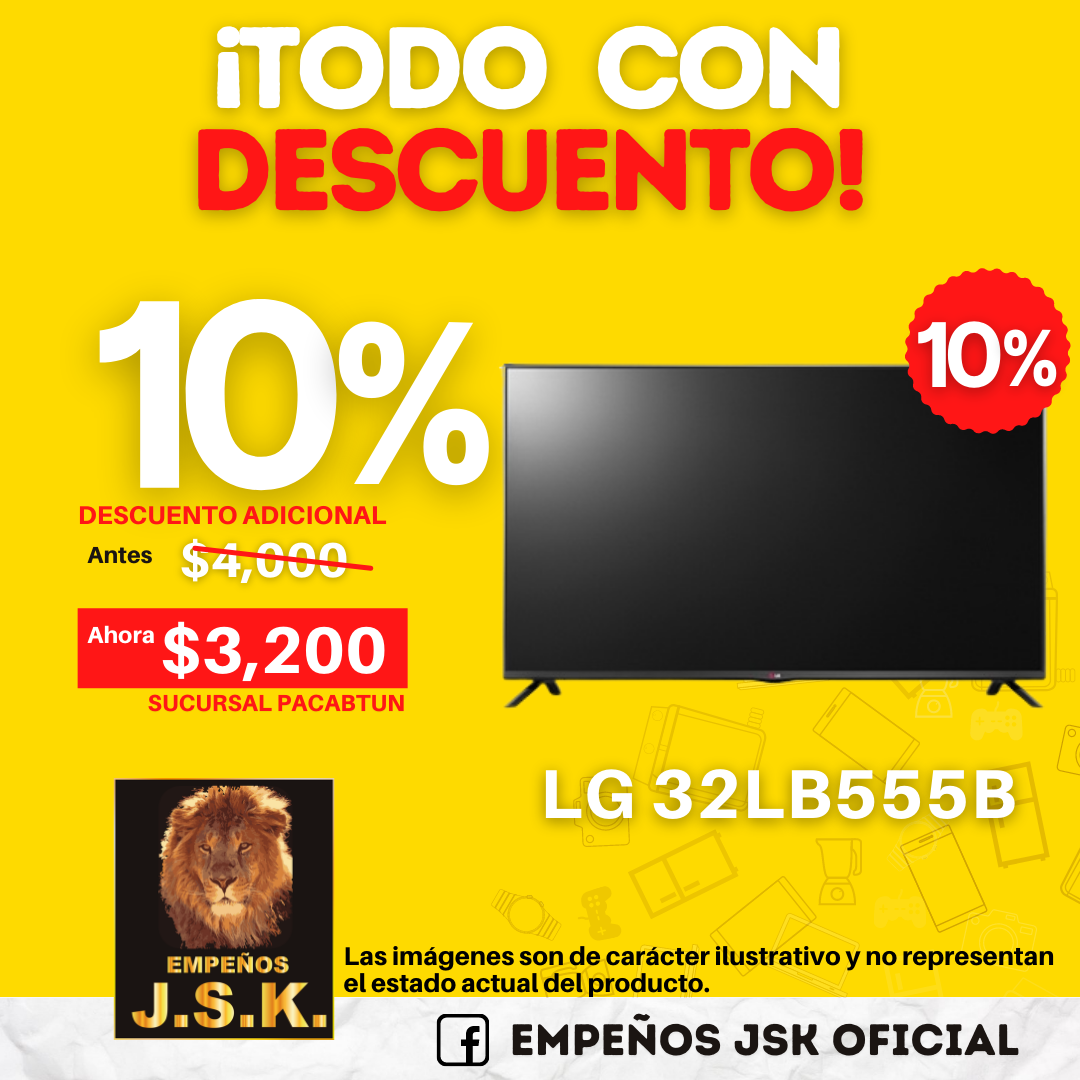 ¡TODO CON
DESCUENTO!
10%
10%
DESCUENTO ADICIONAL
Antes $4,000
Ahora $3,200
SUCURSAL PACABTUN
LG
LG 32LB555B
EMPEÑOS
J.S.K.
Las imágenes son de carácter ilustrativo y no representan
el estado actual del producto.
f EMPEÑOS JSK OFICIAL